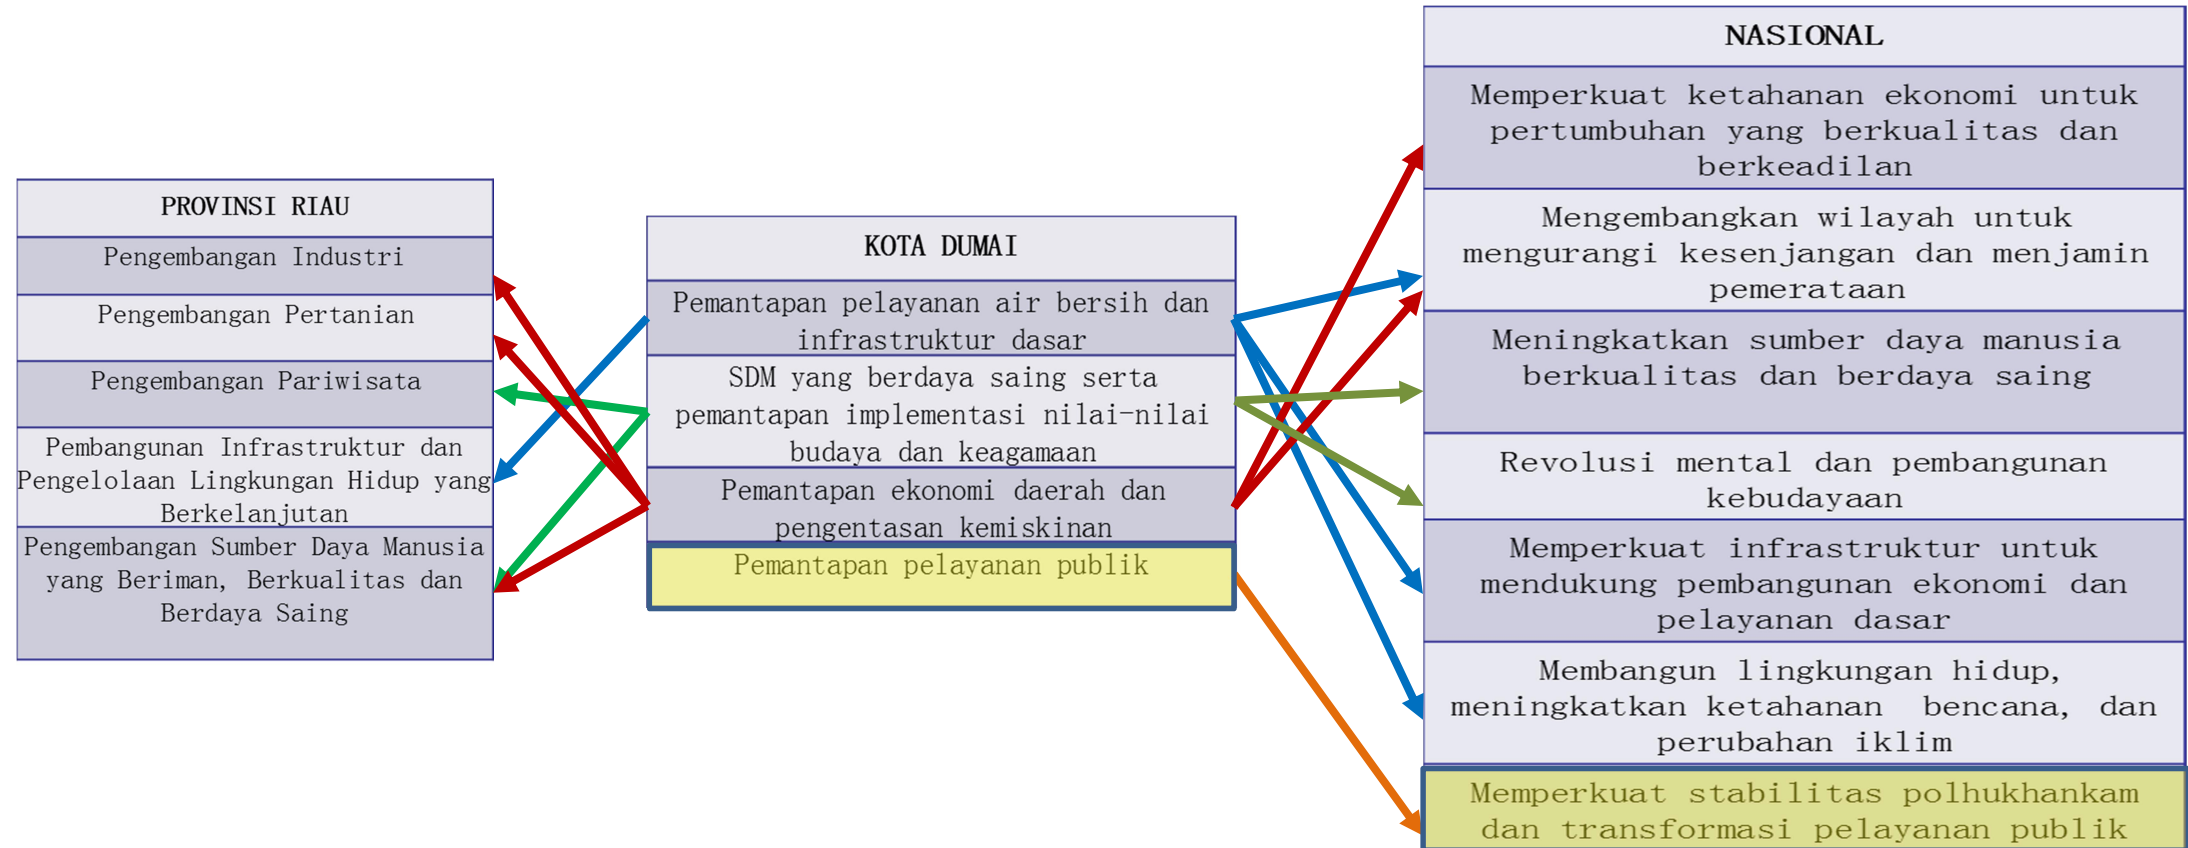 PROVINSI RIAU
Pengembangan Industri
Pengembangan Pertanian
Pengembangan Pariwisata
Pembangunan Infrastruktur dan
Pengelolaan Lingkungan Hidup yang
Berkelanjutan
Pengembangan Sumber Daya Manusia
yang Beriman, Berkualitas dan
Berdaya Saing
KOTA DUMAI
Pemantapan pelayanan air bersih dan
infrastruktur dasar
SDM yang berdaya saing serta
pemantapan implementasi nilai-nilai
budaya dan keagamaan
Pemantapan ekonomi daerah dan
pengentasan kemiskinan
Pemantapan pelayanan publik
NASIONAL
Memperkuat ketahanan ekonomi untuk
pertumbuhan yang berkualitas dan
berkeadilan
Mengembangkan wilayah untuk
mengurangi kesenjangan dan menjamin
pemerataan
Meningkatkan sumber daya manusia
berkualitas dan berdaya saing
Revolusi mental dan pembangunan
kebudayaan
Memperkuat infrastruktur untuk
mendukung pembangunan ekonomi dan
pelayanan dasar
Membangun lingkungan hidup,
meningkatkan ketahanan bencana, dan
perubahan iklim
Memperkuat stabilitas polhukhankam
dan transformasi pelayanan publik